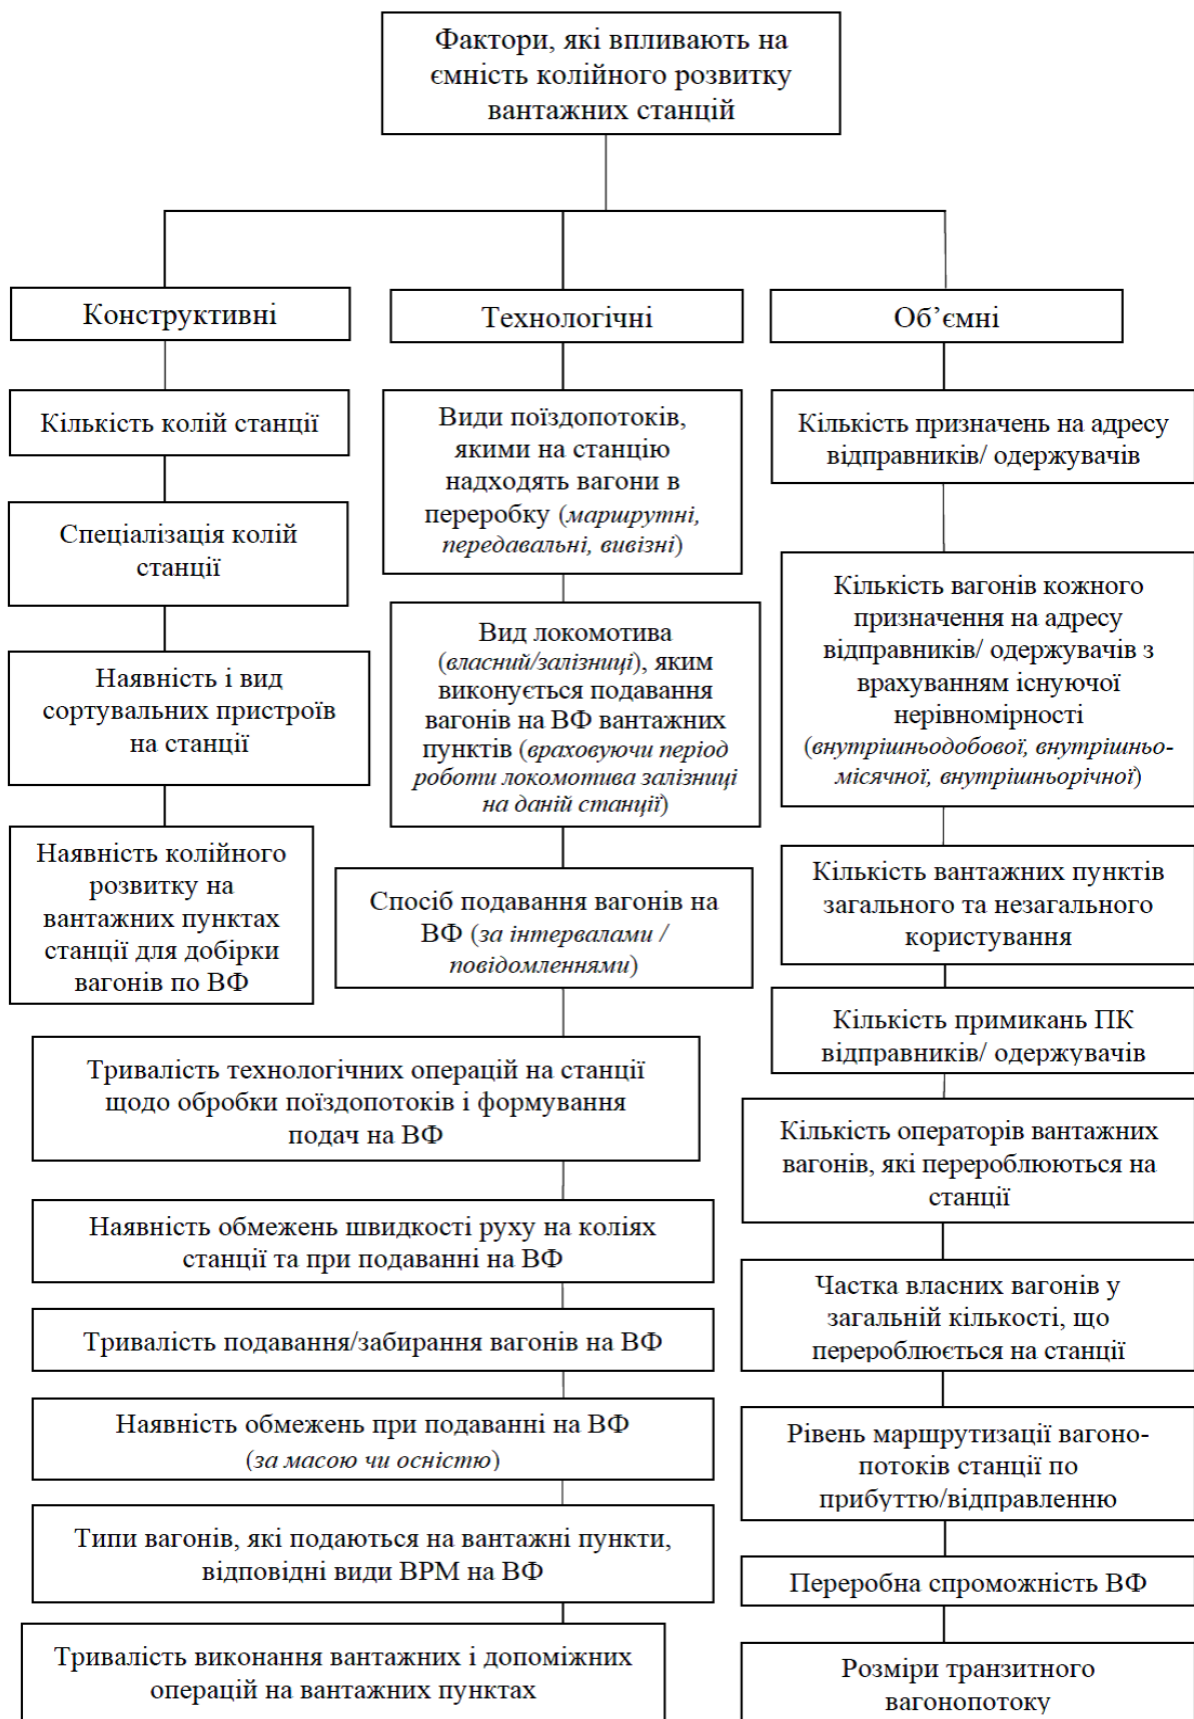 Фактори, які впливають на
ємність колійного розвитку
вантажних станцій
Конструктивні
Кількість колій станції
Спеціалізація колій
станції
Наявність і вид
сортувальних пристроїв
на станції
Наявність колійного
розвитку на
вантажних пунктах
станції для добірки
вагонів по ВФ
Технологічні
Види поїздопотоків,
якими на станцію
надходять вагони в
переробку (маршрутні,
передавальні, вивізні)
Вид локомотива
(власний/залізниці), яким
виконується подавання
вагонів на ВФ вантажних
пунктів (враховуючи період
роботи локомотива залізниці
на даній станції)
Спосіб подавання вагонів на
ВФ (за інтервалами /
повідомленнями)
Тривалість технологічних операцій на станції
щодо обробки поїздопотоків і формування
подач на ВФ
Наявність обмежень швидкості руху на коліях
станції та при подаванні на ВФ
Тривалість подавання/забирання вагонів на ВФ
Наявність обмежень при подаванні на ВФ
(за масою чи осністю)
Типи вагонів, які подаються на вантажні пункти,
відповідні види ВРМ на ВФ
Тривалість виконання вантажних і допоміжних
операцій на вантажних пунктах
Об’ємні
Кількість призначень на адресу
відправників/ одержувачів
Кількість вагонів кожного
призначення на адресу
відправників/ одержувачів з
врахуванням існуючої
нерівномірності
(внутрішньодобової, внутрішньо-
місячної, внутрішньорічної)
Кількість вантажних пунктів
загального та незагального
користування
Кількість примикань ПК
відправників/ одержувачів
Кількість операторів вантажних
вагонів, які перероблюються на
станції
Частка власних вагонів у
загальній кількості, що
перероблюється на станції
Рівень маршрутизації вагоно-
потоків станції по
прибуттю/відправленню
Переробна спроможність ВФ
Розміри транзитного
вагонопотоку